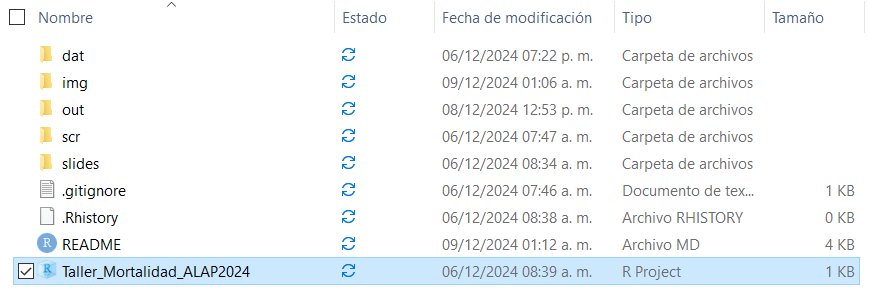 Nombre Estado Fecha de modificación Tipo Tamaño
dat 06/12/2024 07:22 p. m. Carpeta de archivos
img 09/12/2024 01:06 a. m. Carpeta de archivos
out 08/12/2024 12:53 p. m. Carpeta de archivos
scr 06/12/2024 07:47 a. m. Carpeta de archivos
slides 06/12/2024 08:34 a. m. Carpeta de archivos
.gitignore 06/12/2024 07:46 a. m. Documento de tex... 1 KB
.Rhistory 06/12/2024 08:38 a. m. Archivo RHISTORY 0 KB
R README 09/12/2024 01:12 a. m. Archivo MD 4 KB
R Taller_Mortalidad_ALAP2024 06/12/2024 08:39 a. m. R Project 1 KB